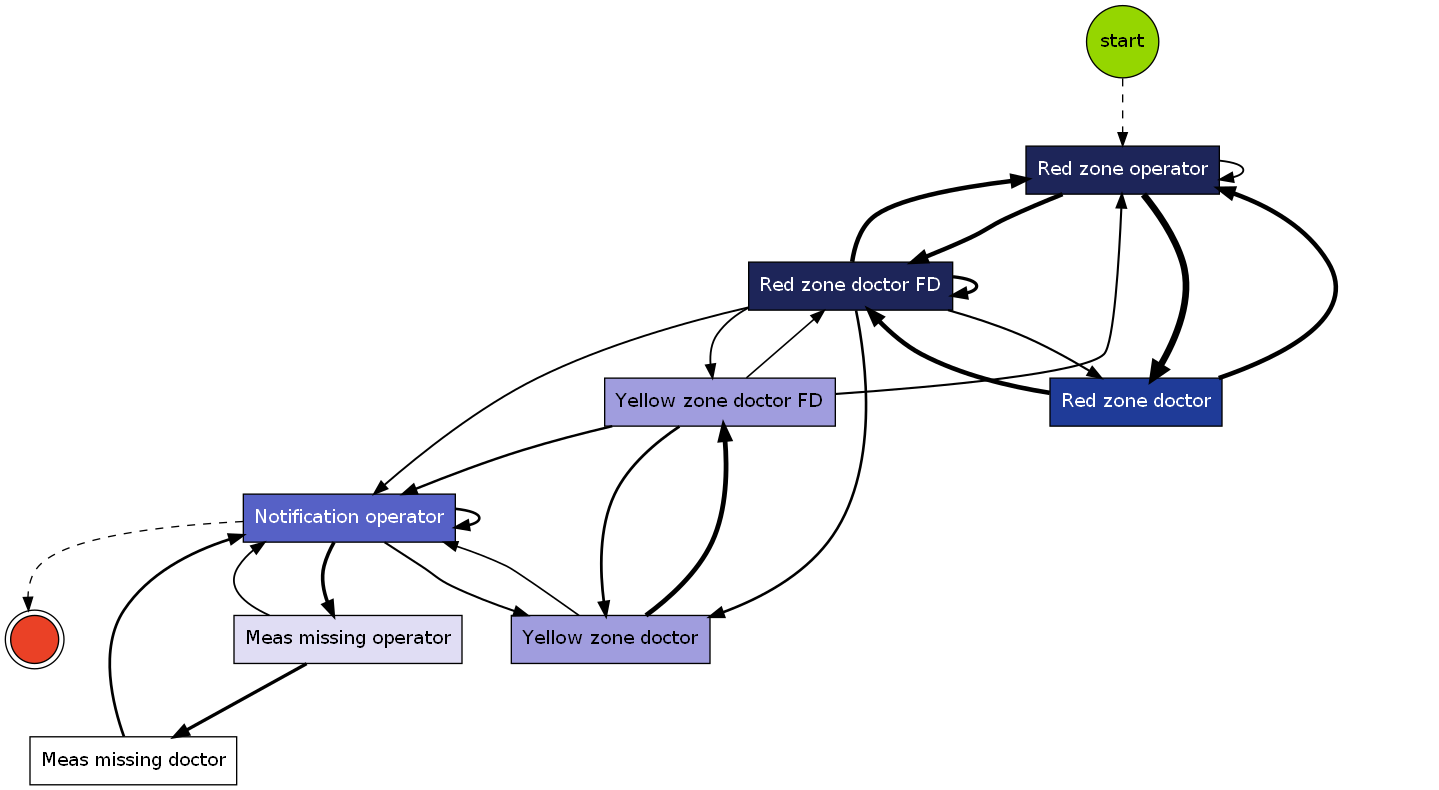 start
Red zone operator
Red zone doctor FD
Yellow zone doctor FD
Red zone doctor
Notification operator
Meas missing operator
Yellow zone doctor
Meas missing doctor